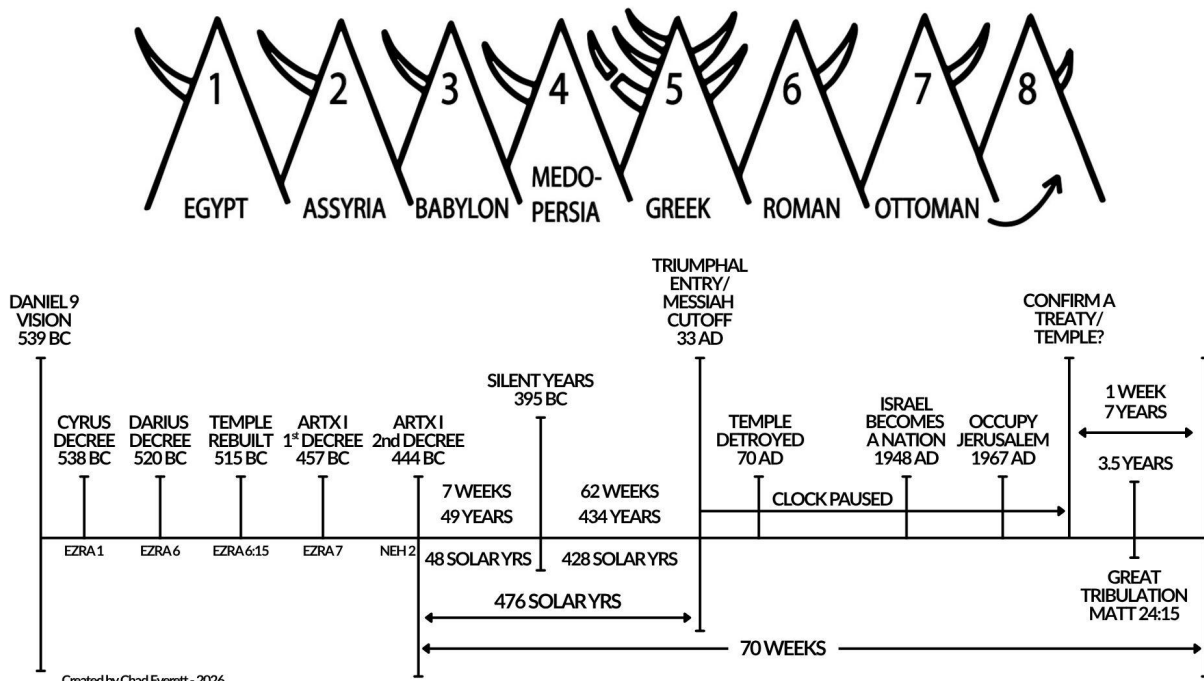 1
2
3
4
5
6
7
8
EGYPT
ASSYRIA
BABYLON
MEDO-
PERSIA
GREEK
ROMAN
OTTOMAN
DANIEL 9
VISION
539 BC
CYRUS
DECREE
538 BC
DARIUS
DECREE
520 BC
TEMPLE
REBUILT
515 BC
ARTX I
1st DECREE
457 BC
ARTX I
2nd DECREE
444 BC
SILENT YEARS
395 BC
TRIUMPHAL
ENTRY/
MESSIAH
CUTOFF
33 AD
TEMPLE
DETROYED
70 AD
ISRAEL
BECOMES
A NATION
1948 AD
OCCUPY
JERUSALEM
1967 AD
CONFIRM A
TREATY/
TEMPLE?
1 WEEK
7 YEARS
3.5 YEARS
7 WEEKS
49 YEARS
62 WEEKS
434 YEARS
CLOCK PAUSED
EZRA 1
EZRA 6
EZRA 6:15
EZRA 7
NEH 2
48 SOLAR YRS
428 SOLAR YRS
476 SOLAR YRS
GREAT
TRIBULATION
MATT 24:15
70 WEEKS
Created by Chad Everett - 2026